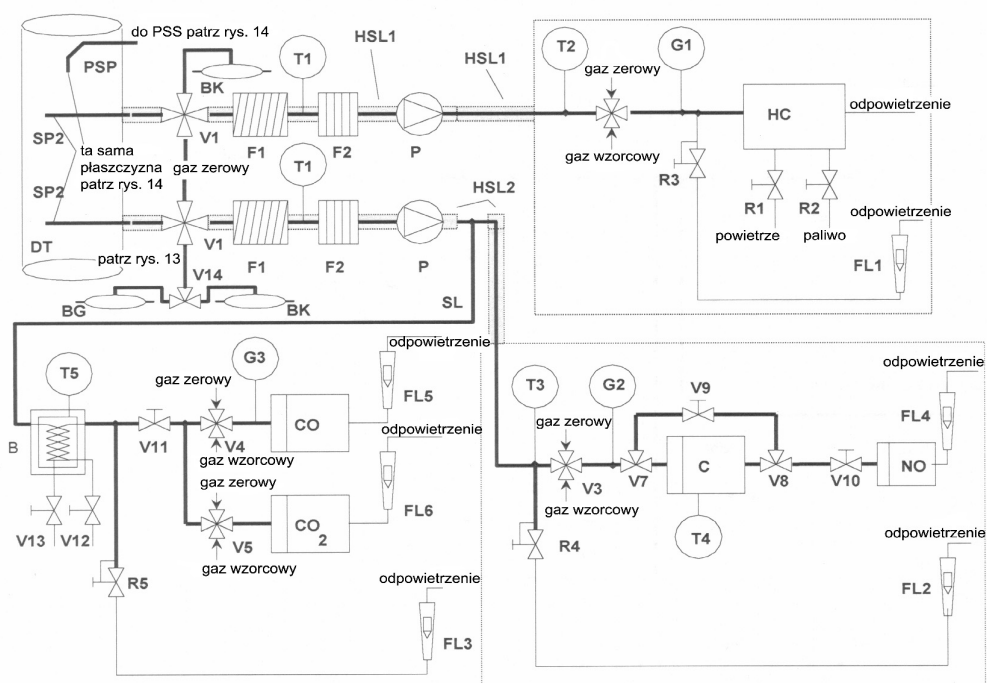 do PSS patrz rys. 14
PSP
BK
T1
HSL1
HSL1
T2
G1
gaz zerowy
HC
odpowietrzenie
SP2
V1
F1
F2
P
gaz wzorcowy
ta sama
płaszczyzna
patrz rys. 14
gaz zerowy
T1
R3
SP2
HSL2
R1
R2
odpowietrzenie
powietrze
paliwo
DT
V1
F1
F2
P
patrz rys. 13
V14
FL1
BG
BK
SL
odpowietrzenie
G3
T5
gaz zerowy
FL5
T3
G2
V9
odpowietrzenie
FL4
gaz zerowy
CO
odpowietrzenie
B
V11
V4
gaz wzorcowy
gaz zerowy
C
NO
V3
V7
V8
V10
gaz wzorcowy
FL6
CO
2
V5
V13
V12
gaz wzorcowy
T4
R4
odpowietrzenie
R5
odpowietrzenie
FL2
FL3